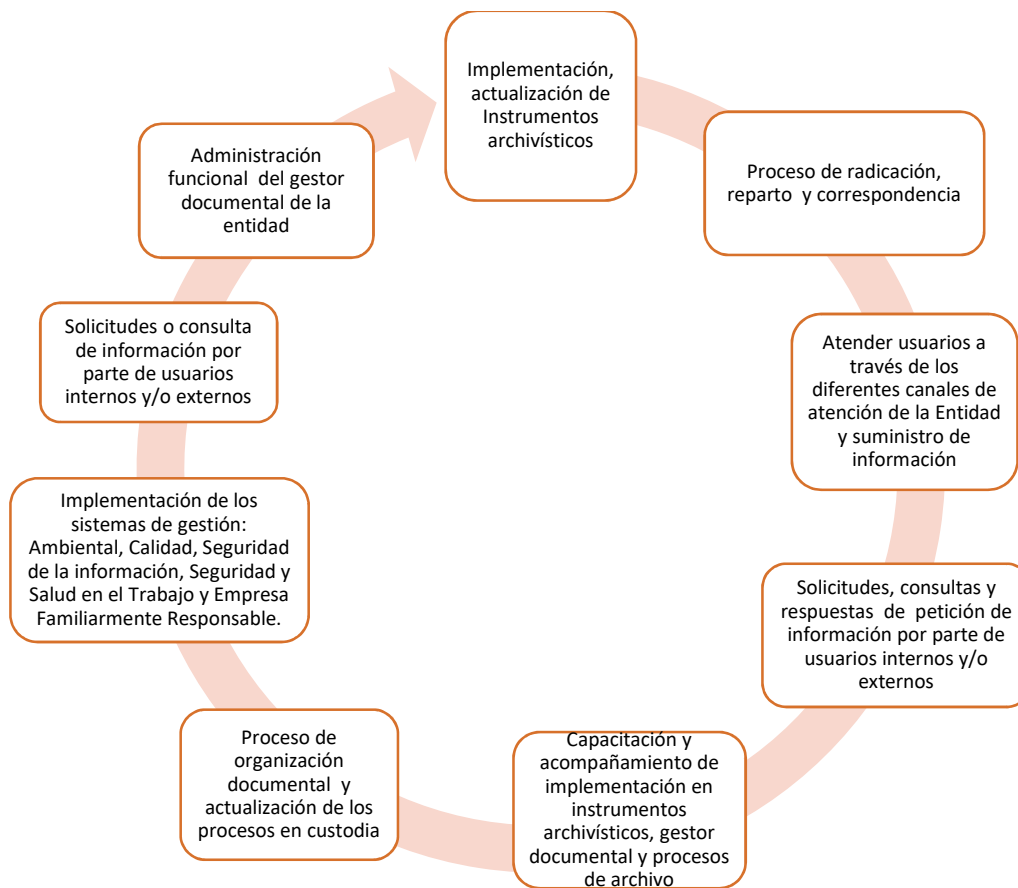 Implementación,
actualización de
Instrumentos
archivísticos
Proceso de radicación,
reparto y correspondencia
Atender usuarios a
través de los
diferentes canales de
atención de la Entidad
y suministro de
información
Solicitudes, consultas y
respuestas de petición de
información por parte de
usuarios internos y/o
externos
Capacitación y
acompañamiento de
implementación en
instrumentos
archivísticos, gestor
documental y procesos
de archivo
Proceso de
organización
documental y
actualización de los
procesos en custodia
Implementación de los
sistemas de gestión:
Ambiental, Calidad, Seguridad
de la información, Seguridad y
Salud en el Trabajo y Empresa
Familiarmente Responsable.
Solicitudes o consulta
de información por
parte de usuarios
internos y/o externos
Administración
funcional del gestor
documental de la
entidad